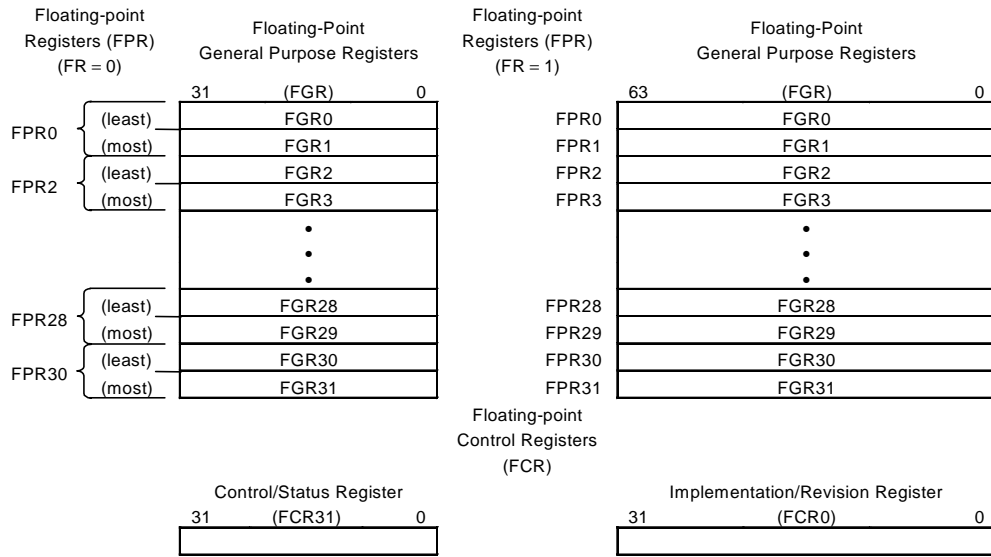 Floating-point
Registers (FPR)
(FR = 0)
Floating-Point
General Purpose Registers
31 (FGR) 0
FPR0
(least) FGR0
(most) FGR1
FPR2
(least) FGR2
(most) FGR3
FPR28
(least) FGR28
(most) FGR29
FPR30
(least) FGR30
(most) FGR31
Floating-point
Registers (FPR)
(FR = 1)
Floating-Point
General Purpose Registers
63 (FGR) 0
FPR0 FGR0
FPR1 FGR1
FPR2 FGR2
FPR3 FGR3
FPR28 FGR28
FPR29 FGR29
FPR30 FGR30
FPR31 FGR31
Floating-point
Control Registers
(FCR)
Control/Status Register
31 (FCR31) 0
Implementation/Revision Register
31 (FCR0) 0